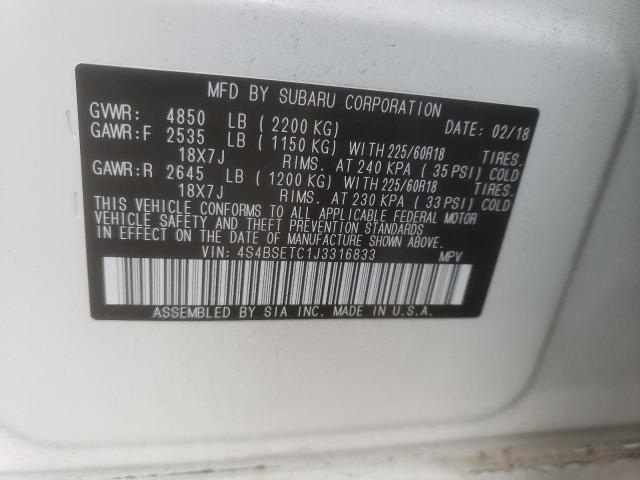 MFD BY SUBARU CORPORATION
GVWR: 4850 LB ( 2200 KG) DATE: 02/18
GAWR:F 2535 LB ( 1150 KG) WITH 225/60R18 TIRES.
18X7J RIMS. AT 240 KPA ( 35 PSI) COLD
GAWR:R 2645 LB ( 1200 KG) WITH 225/60R18 TIRES.
18X7J RIMS. AT 230 KPA ( 33 PSI) COLD
THIS VEHICLE CONFORMS TO ALL APPLICABLE FEDERAL MOTOR
VEHICLE SAFETY AND THEFT PREVENTION STANDARDS
IN EFFECT ON THE DATE OF MANUFACTURE SHOWN ABOVE.
VIN: 4S4BSETC1J3316833 MPV
ASSEMBLED BY SIA INC. MADE IN U.S.A.